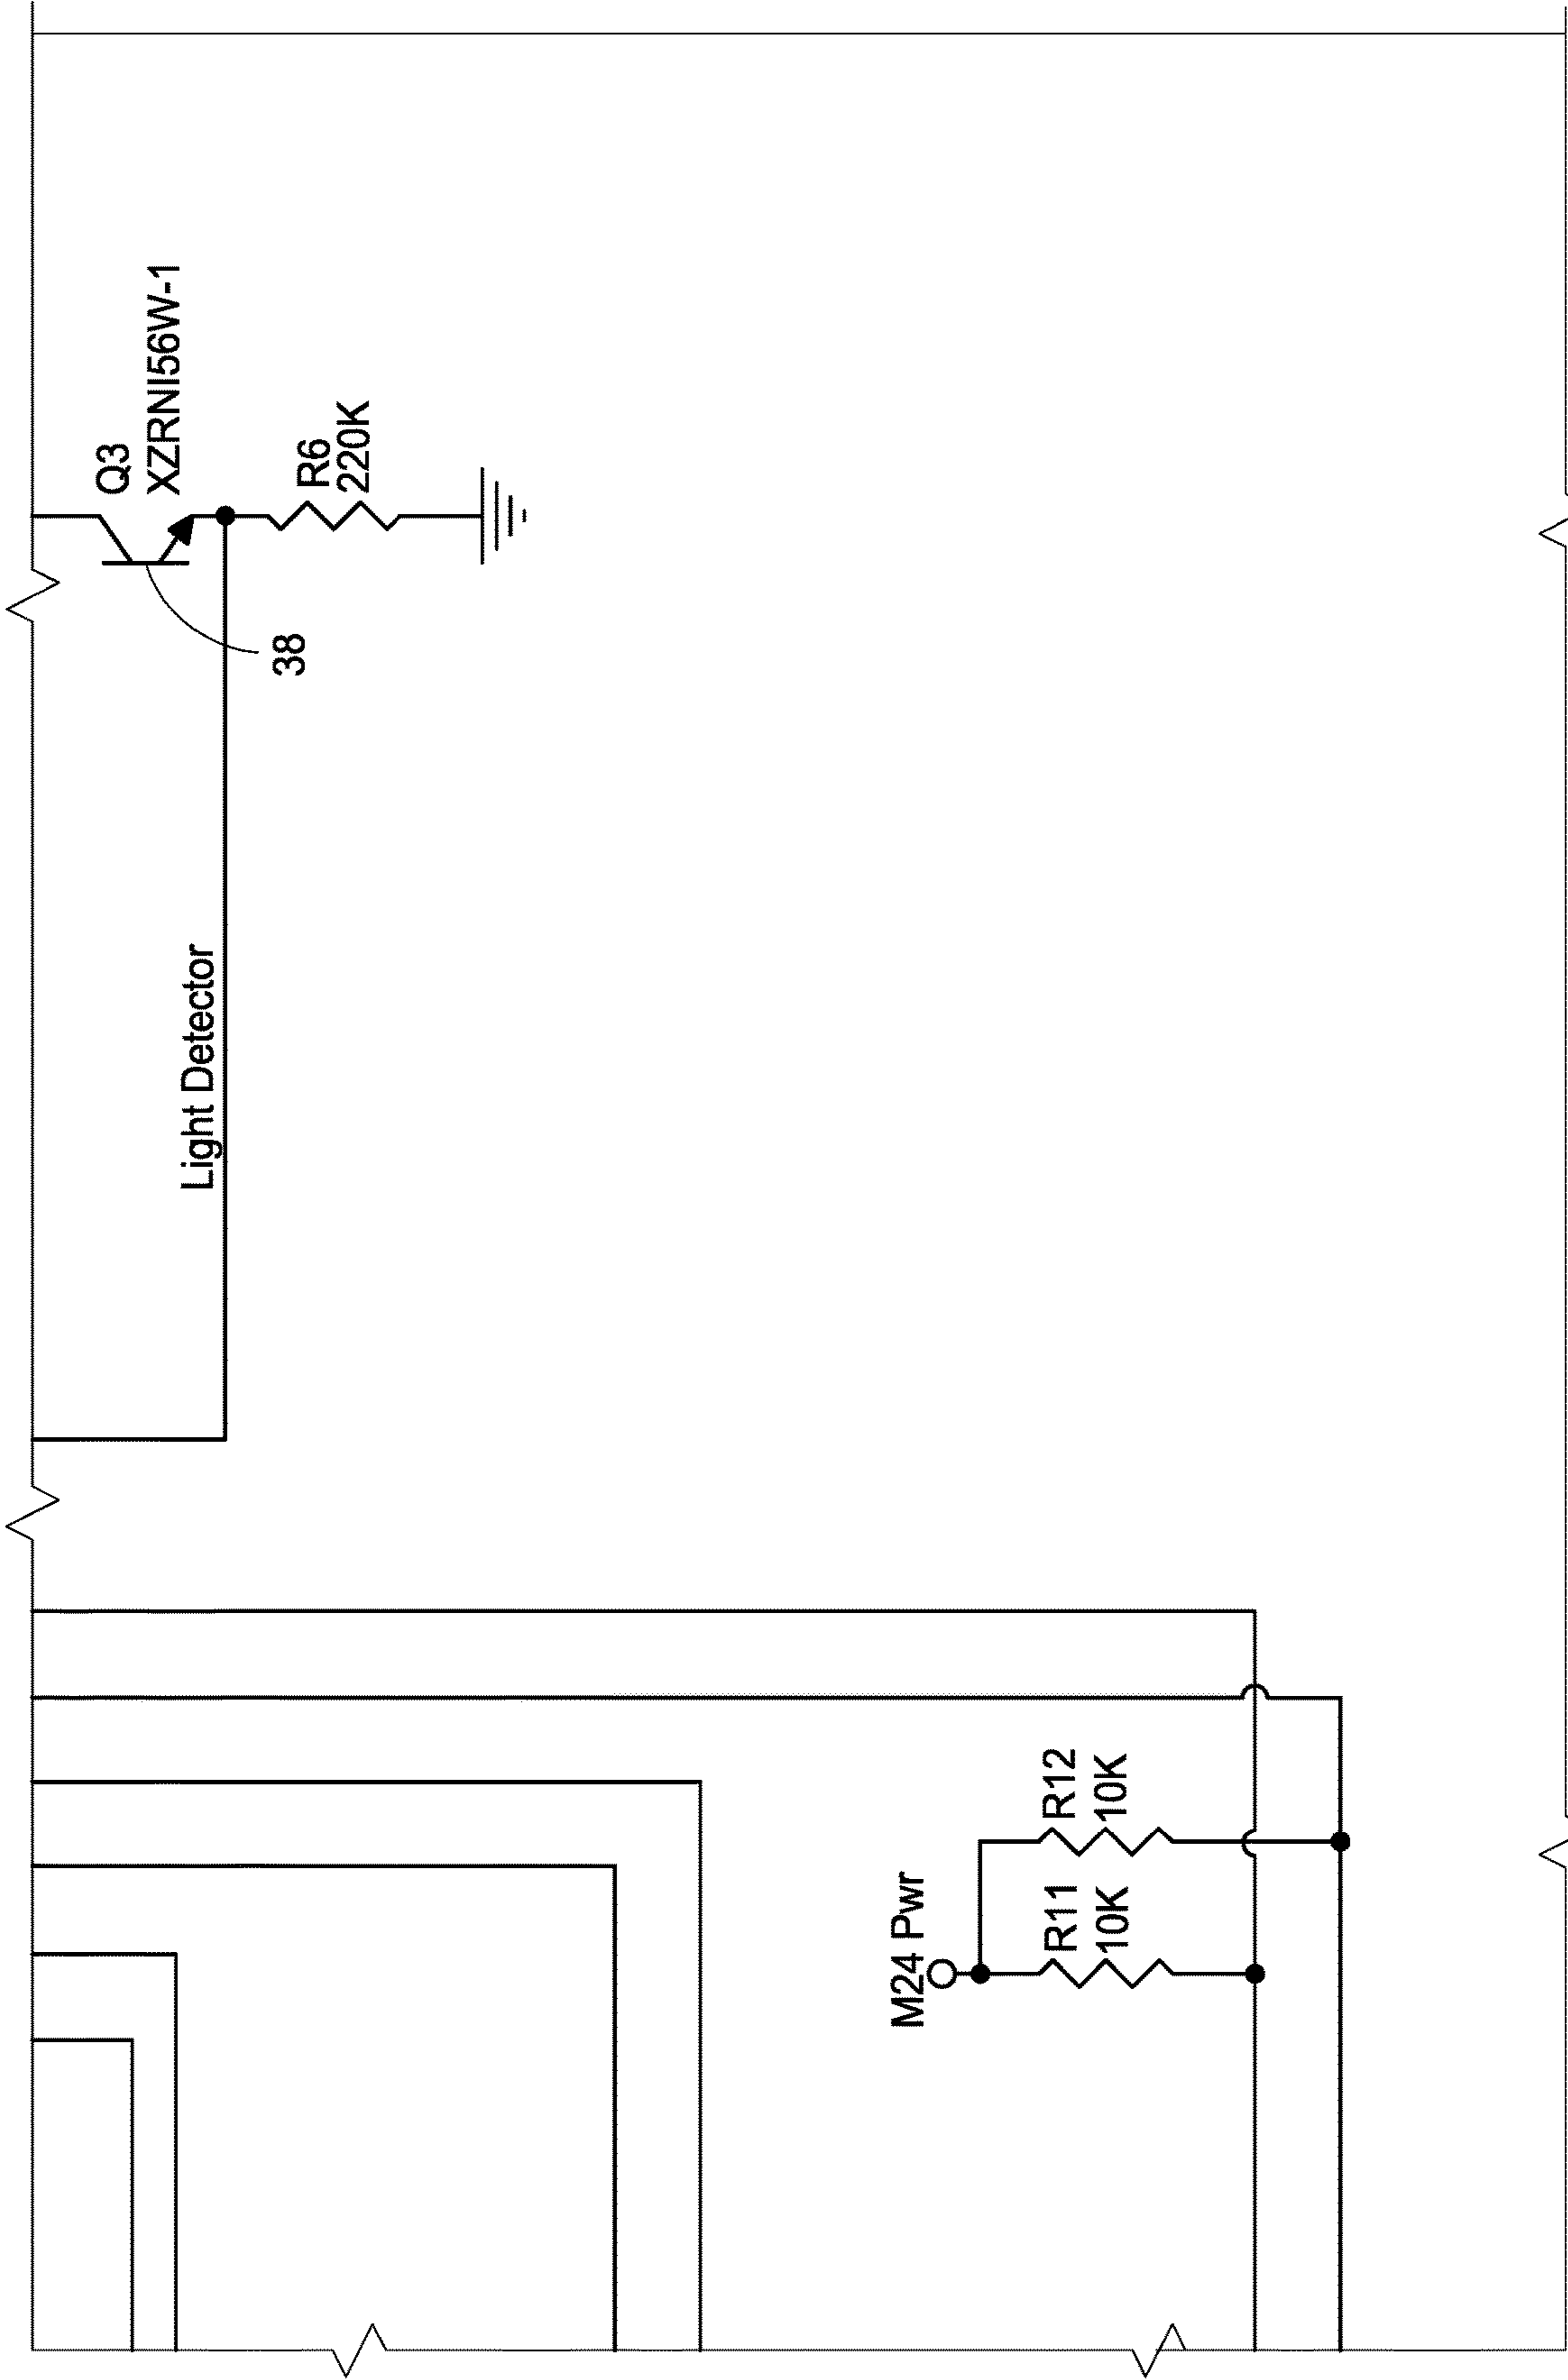 Q3
XZRNI56W-1
R6
220K
38
Light Detector
M24 Pwr
R12
10K
R11
10K